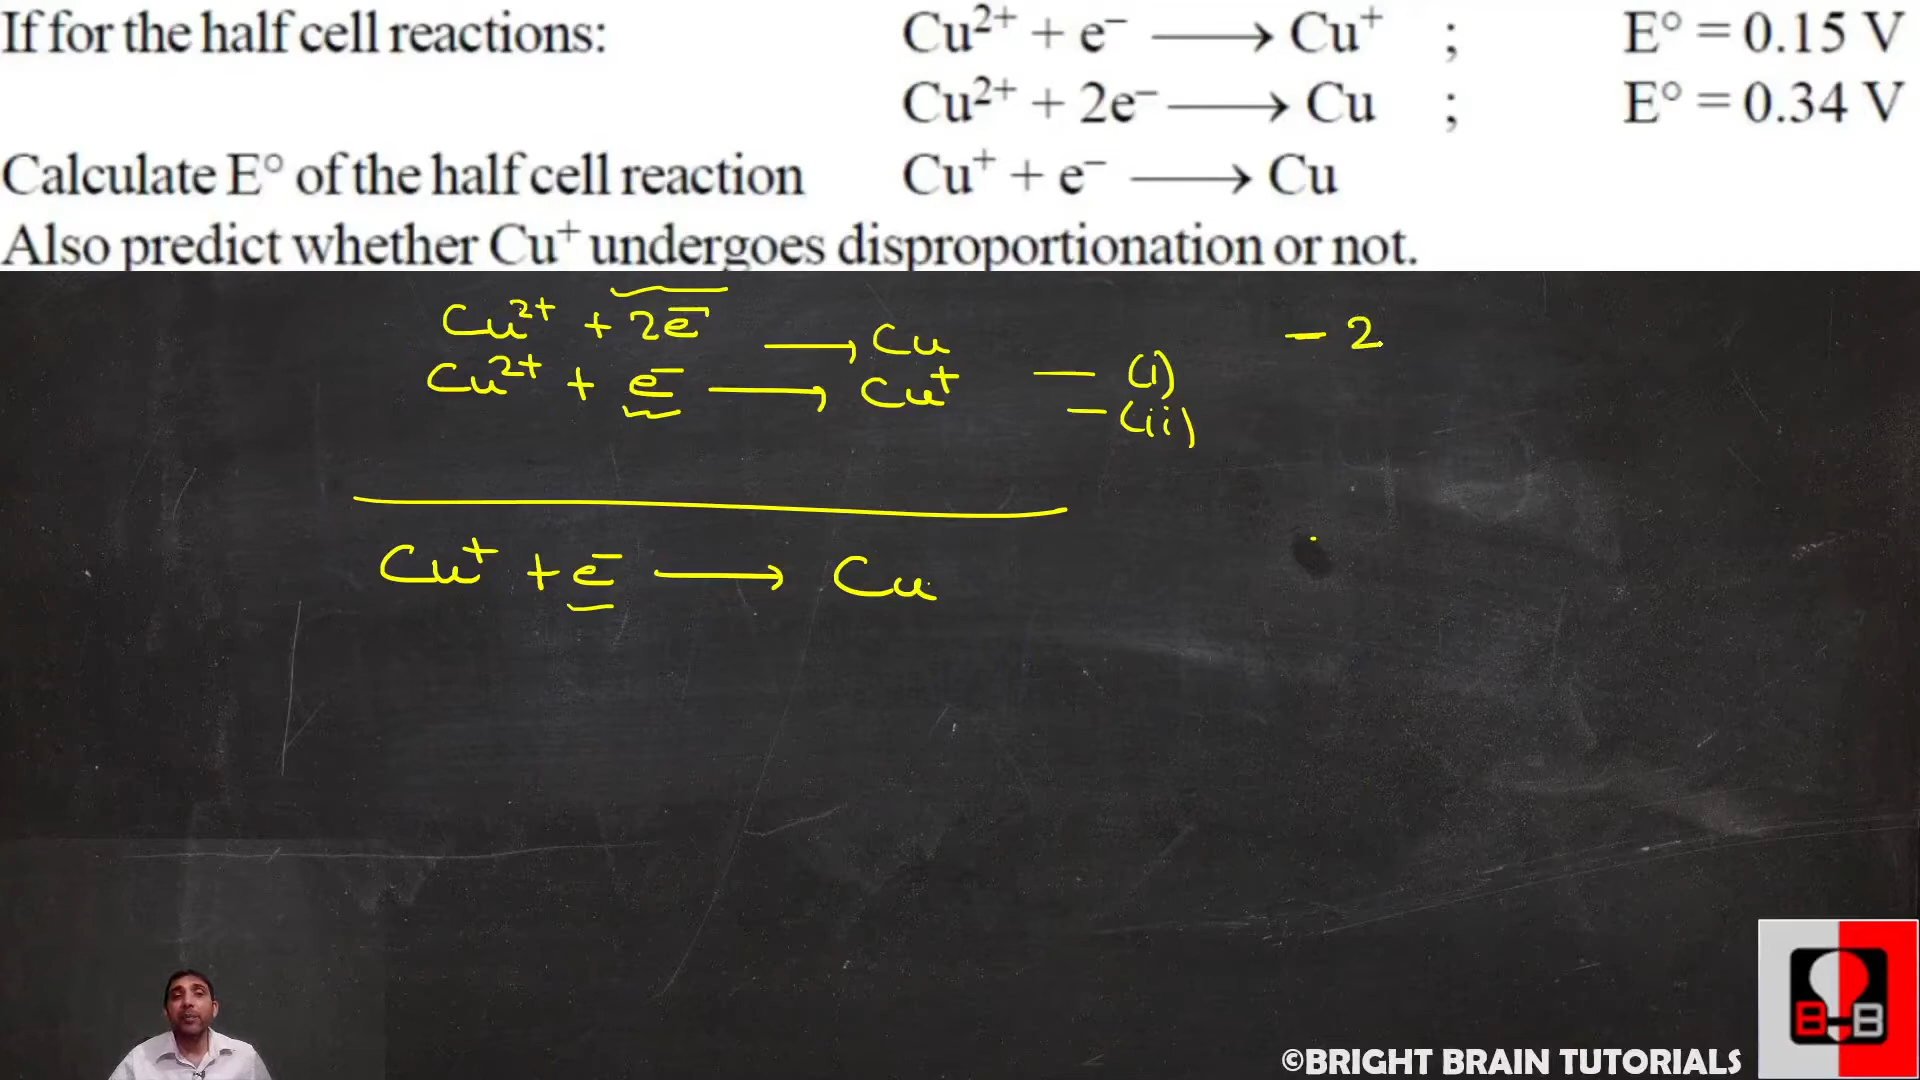 If for the half cell reactions: Cu²⁺ + e⁻ ⟶ Cu⁺ ; E° = 0.15 V
Cu²⁺ + 2e⁻ ⟶ Cu ; E° = 0.34 V
Calculate E° of the half cell reaction Cu⁺ + e⁻ ⟶ Cu
Also predict whether Cu⁺ undergoes disproportionation or not.
Cu²⁺ + 2e⁻ ⟶ Cu — (i) – 2
Cu²⁺ + e⁻ ⟶ Cu⁺ — (ii)
Cu⁺ + e⁻ ⟶ Cu
B B
©BRIGHT BRAIN TUTORIALS